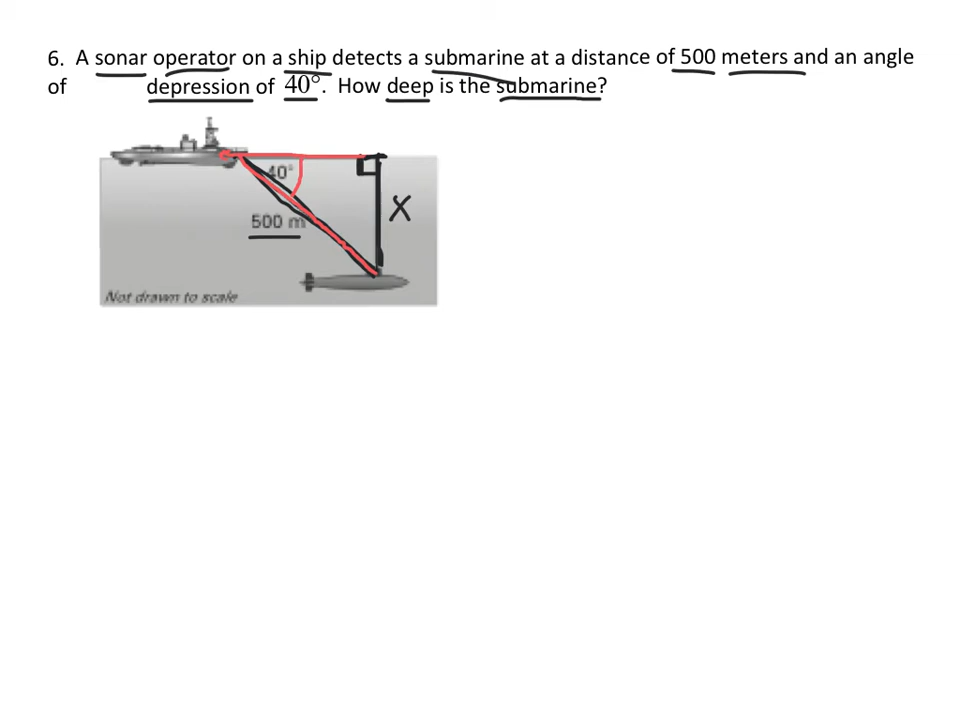 6. A sonar operator on a ship detects a submarine at a distance of 500 meters and an angle
of depression of 40°. How deep is the submarine?
40°
X
500 m
Not drawn to scale